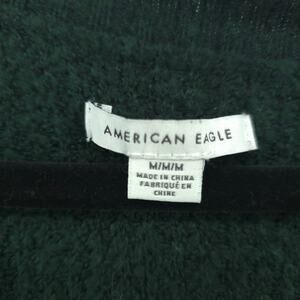 AMERICAN EAGLE
M/M/M
MADE IN CHINA
FABRIQUÉ EN
CHINE